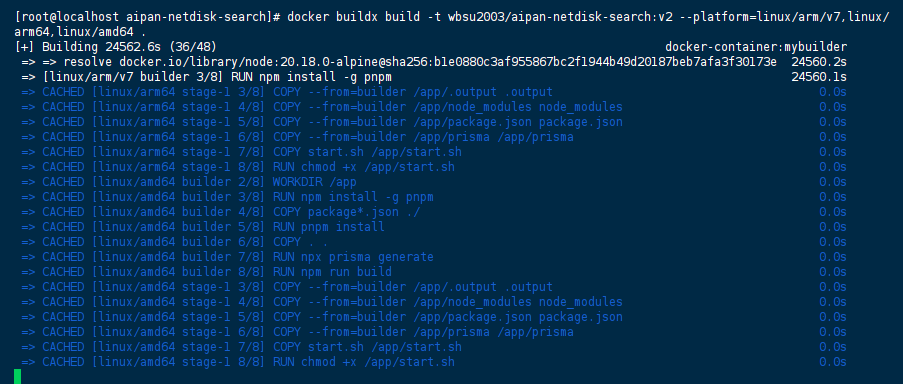 [root@localhost aipan-netdisk-search]# docker buildx build -t wbsu2003/aipan-netdisk-search:v2 --platform=linux/arm/v7,linux/
arm64,linux/amd64 .
[+] Building 24562.6s (36/48) docker-container:mybuilder
=> => resolve docker.io/library/node:20.18.0-alpine@sha256:b1e0880c3af955867bc2f1944b49d20187beb7afa3f30173e 24560.2s
=> [linux/arm/v7 builder 3/8] RUN npm install -g pnpm 24560.1s
=> CACHED [linux/arm64 stage-1 3/8] COPY --from=builder /app/.output .output 0.0s
=> CACHED [linux/arm64 stage-1 4/8] COPY --from=builder /app/node_modules node_modules 0.0s
=> CACHED [linux/arm64 stage-1 5/8] COPY --from=builder /app/package.json package.json 0.0s
=> CACHED [linux/arm64 stage-1 6/8] COPY --from=builder /app/prisma /app/prisma 0.0s
=> CACHED [linux/arm64 stage-1 7/8] COPY start.sh /app/start.sh 0.0s
=> CACHED [linux/arm64 stage-1 8/8] RUN chmod +x /app/start.sh 0.0s
=> CACHED [linux/amd64 builder 2/8] WORKDIR /app 0.0s
=> CACHED [linux/amd64 builder 3/8] RUN npm install -g pnpm 0.0s
=> CACHED [linux/amd64 builder 4/8] COPY package*.json ./ 0.0s
=> CACHED [linux/amd64 builder 5/8] RUN pnpm install 0.0s
=> CACHED [linux/amd64 builder 6/8] COPY . . 0.0s
=> CACHED [linux/amd64 builder 7/8] RUN npx prisma generate 0.0s
=> CACHED [linux/amd64 builder 8/8] RUN npm run build 0.0s
=> CACHED [linux/amd64 stage-1 3/8] COPY --from=builder /app/.output .output 0.0s
=> CACHED [linux/amd64 stage-1 4/8] COPY --from=builder /app/node_modules node_modules 0.0s
=> CACHED [linux/amd64 stage-1 5/8] COPY --from=builder /app/package.json package.json 0.0s
=> CACHED [linux/amd64 stage-1 6/8] COPY --from=builder /app/prisma /app/prisma 0.0s
=> CACHED [linux/amd64 stage-1 7/8] COPY start.sh /app/start.sh 0.0s
=> CACHED [linux/amd64 stage-1 8/8] RUN chmod +x /app/start.sh 0.0s